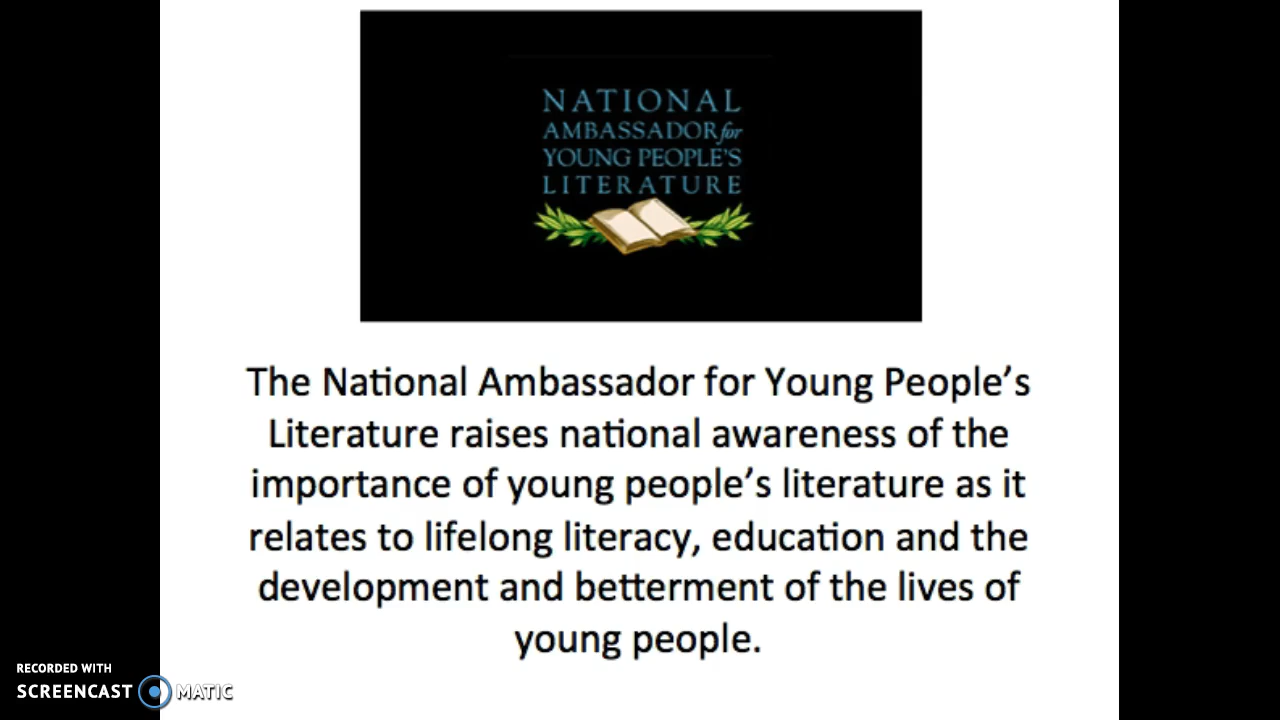 NATIONAL
AMBASSADOR for
YOUNG PEOPLE'S
LITERATURE
The National Ambassador for Young People’s
Literature raises national awareness of the
importance of young people’s literature as it
relates to lifelong literacy, education and the
development and betterment of the lives of
young people.
RECORDED WITH
SCREENCAST MATIC